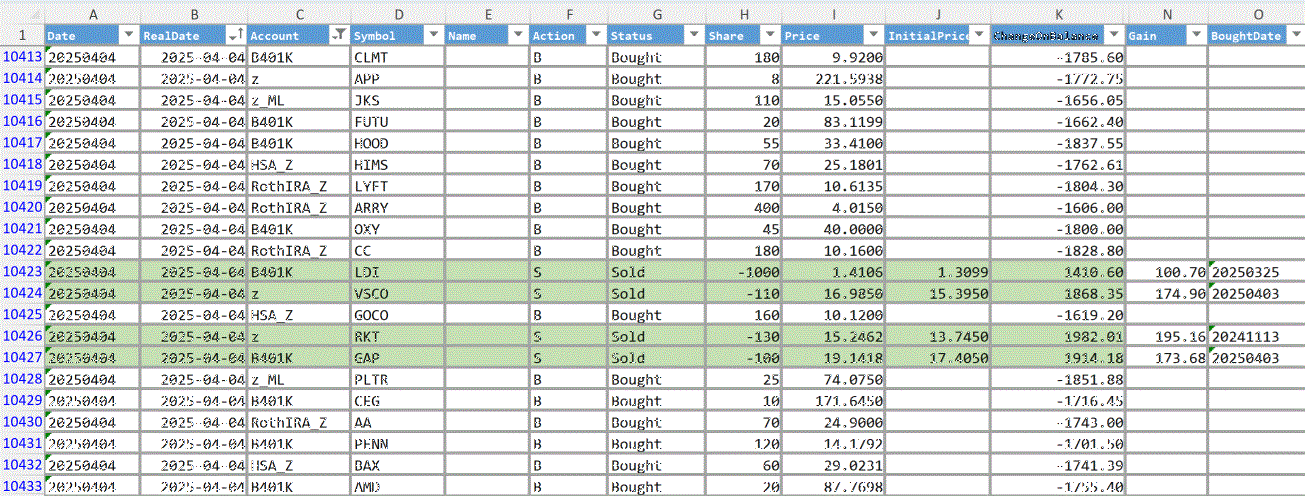 A B C D E F G H I J K N O
1 Date RealDate Account Symbol Name Action Status Share Price InitialPrice ChangeOnBalance Gain BoughtDate
10413 20250404 2025-04-04 B401K CLMT B Bought 180 9.9200 -1785.60
10414 20250404 2025-04-04 z APP B Bought 8 221.5938 -1772.75
10415 20250404 2025-04-04 z_ML JKS B Bought 110 15.0550 -1656.05
10416 20250404 2025-04-04 B401K FUTU B Bought 20 83.1199 -1662.40
10417 20250404 2025-04-04 B401K HOOD B Bought 55 33.4100 -1837.55
10418 20250404 2025-04-04 HSA_Z HIMS B Bought 70 25.1801 -1762.61
10419 20250404 2025-04-04 RothIRA_Z LYFT B Bought 170 10.6135 -1804.30
10420 20250404 2025-04-04 RothIRA_Z ARRY B Bought 400 4.0150 -1606.00
10421 20250404 2025-04-04 B401K OXY B Bought 45 40.0000 -1800.00
10422 20250404 2025-04-04 RothIRA_Z CC B Bought 180 10.1600 -1828.80
10423 20250404 2025-04-04 B401K LDI S Sold -1000 1.4106 1.3099 1410.60 100.70 20250325
10424 20250404 2025-04-04 z VSCO S Sold -110 16.9850 15.3950 1868.35 174.90 20250403
10425 20250404 2025-04-04 HSA_Z GOCO B Bought 160 10.1200 -1619.20
10426 20250404 2025-04-04 z RKT S Sold -130 15.2462 13.7450 1982.01 195.16 20241113
10427 20250404 2025-04-04 B401K GAP S Sold -100 19.1418 17.4050 1914.18 173.68 20250403
10428 20250404 2025-04-04 z_ML PLTR B Bought 25 74.0750 -1851.88
10429 20250404 2025-04-04 B401K CEG B Bought 10 171.6450 -1716.45
10430 20250404 2025-04-04 RothIRA_Z AA B Bought 70 24.9000 -1743.00
10431 20250404 2025-04-04 B401K PENN B Bought 120 14.1792 -1701.50
10432 20250404 2025-04-04 HSA_Z BAX B Bought 60 29.0231 -1741.39
10433 20250404 2025-04-04 B401K AMD B Bought 20 87.7698 -1755.40